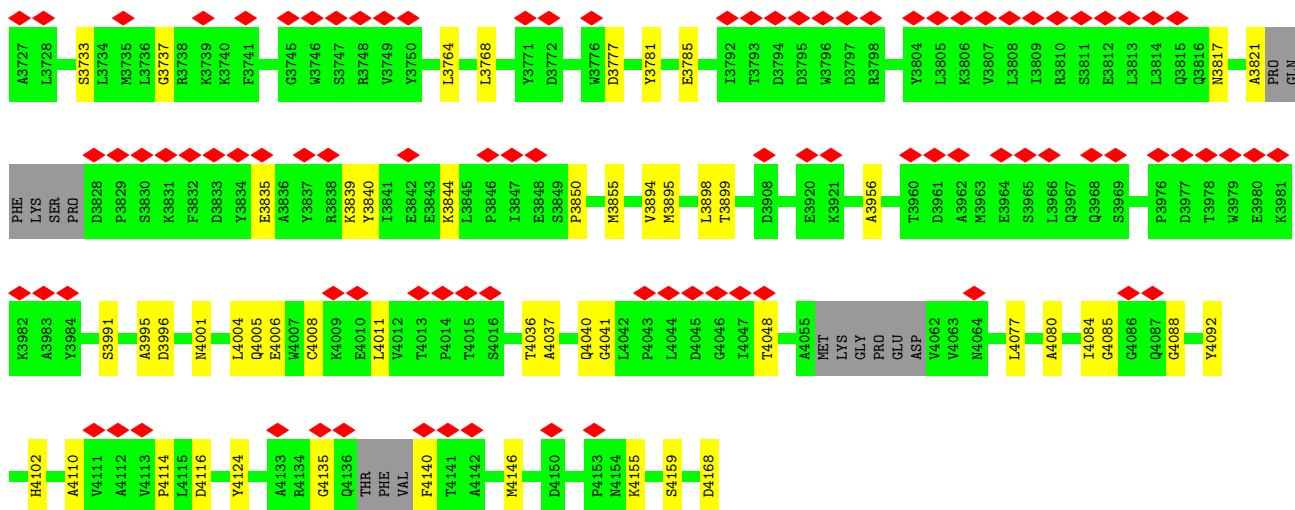 A3727 L3728 S3733 L3734 M3735 L3736 G3737 R3738 K3739 K3740 F3741 G3745 W3746 S3747 R3748 V3749 Y3750 L3764 L3768 Y3771 D3772 W3776 D3777 Y3781 E3785 I3792 T3793 D3794 D3795 W3796 D3797 R3798 Y3804 L3805 K3806 V3807 L3808 I3809 R3810 S3811 E3812 L3813 L3814 Q3815 Q3816 N3817 A3821 PRO GLN
PHE LYS SER PRO D3828 P3829 S3830 K3831 F3832 D3833 Y3834 E3835 A3836 Y3837 R3838 K3839 Y3840 I3841 E3842 E3843 K3844 L3845 P3846 I3847 E3848 S3849 P3850 M3855 V3894 M3895 L3898 T3899 D3908 E3920 K3921 A3956 T3960 D3961 A3962 M3963 E3964 S3965 L3966 Q3967 Q3968 S3969 P3976 D3977 T3978 W3979 E3980 K3981
K3982 A3983 Y3984 S3991 A3995 D3996 N4001 L4004 Q4005 E4006 W4007 C4008 K4009 E4010 L4011 V4012 T4013 P4014 T4015 S4016 T4036 A4037 Q4040 G4041 L4042 P4043 L4044 D4045 G4046 I4047 T4048 A4055 MET LYS GLY PRO GLU ASP V4062 V4063 N4064 L4077 A4080 I4084 G4085 G4086 Q4087 G4088 Y4092
H4102 A4110 V4111 A4112 V4113 P4114 L4115 D4116 Y4124 A4133 R4134 G4135 Q4136 THR PHE VAL F4140 T4141 A4142 M4146 D4150 P4153 N4154 K4155 S4159 D4168